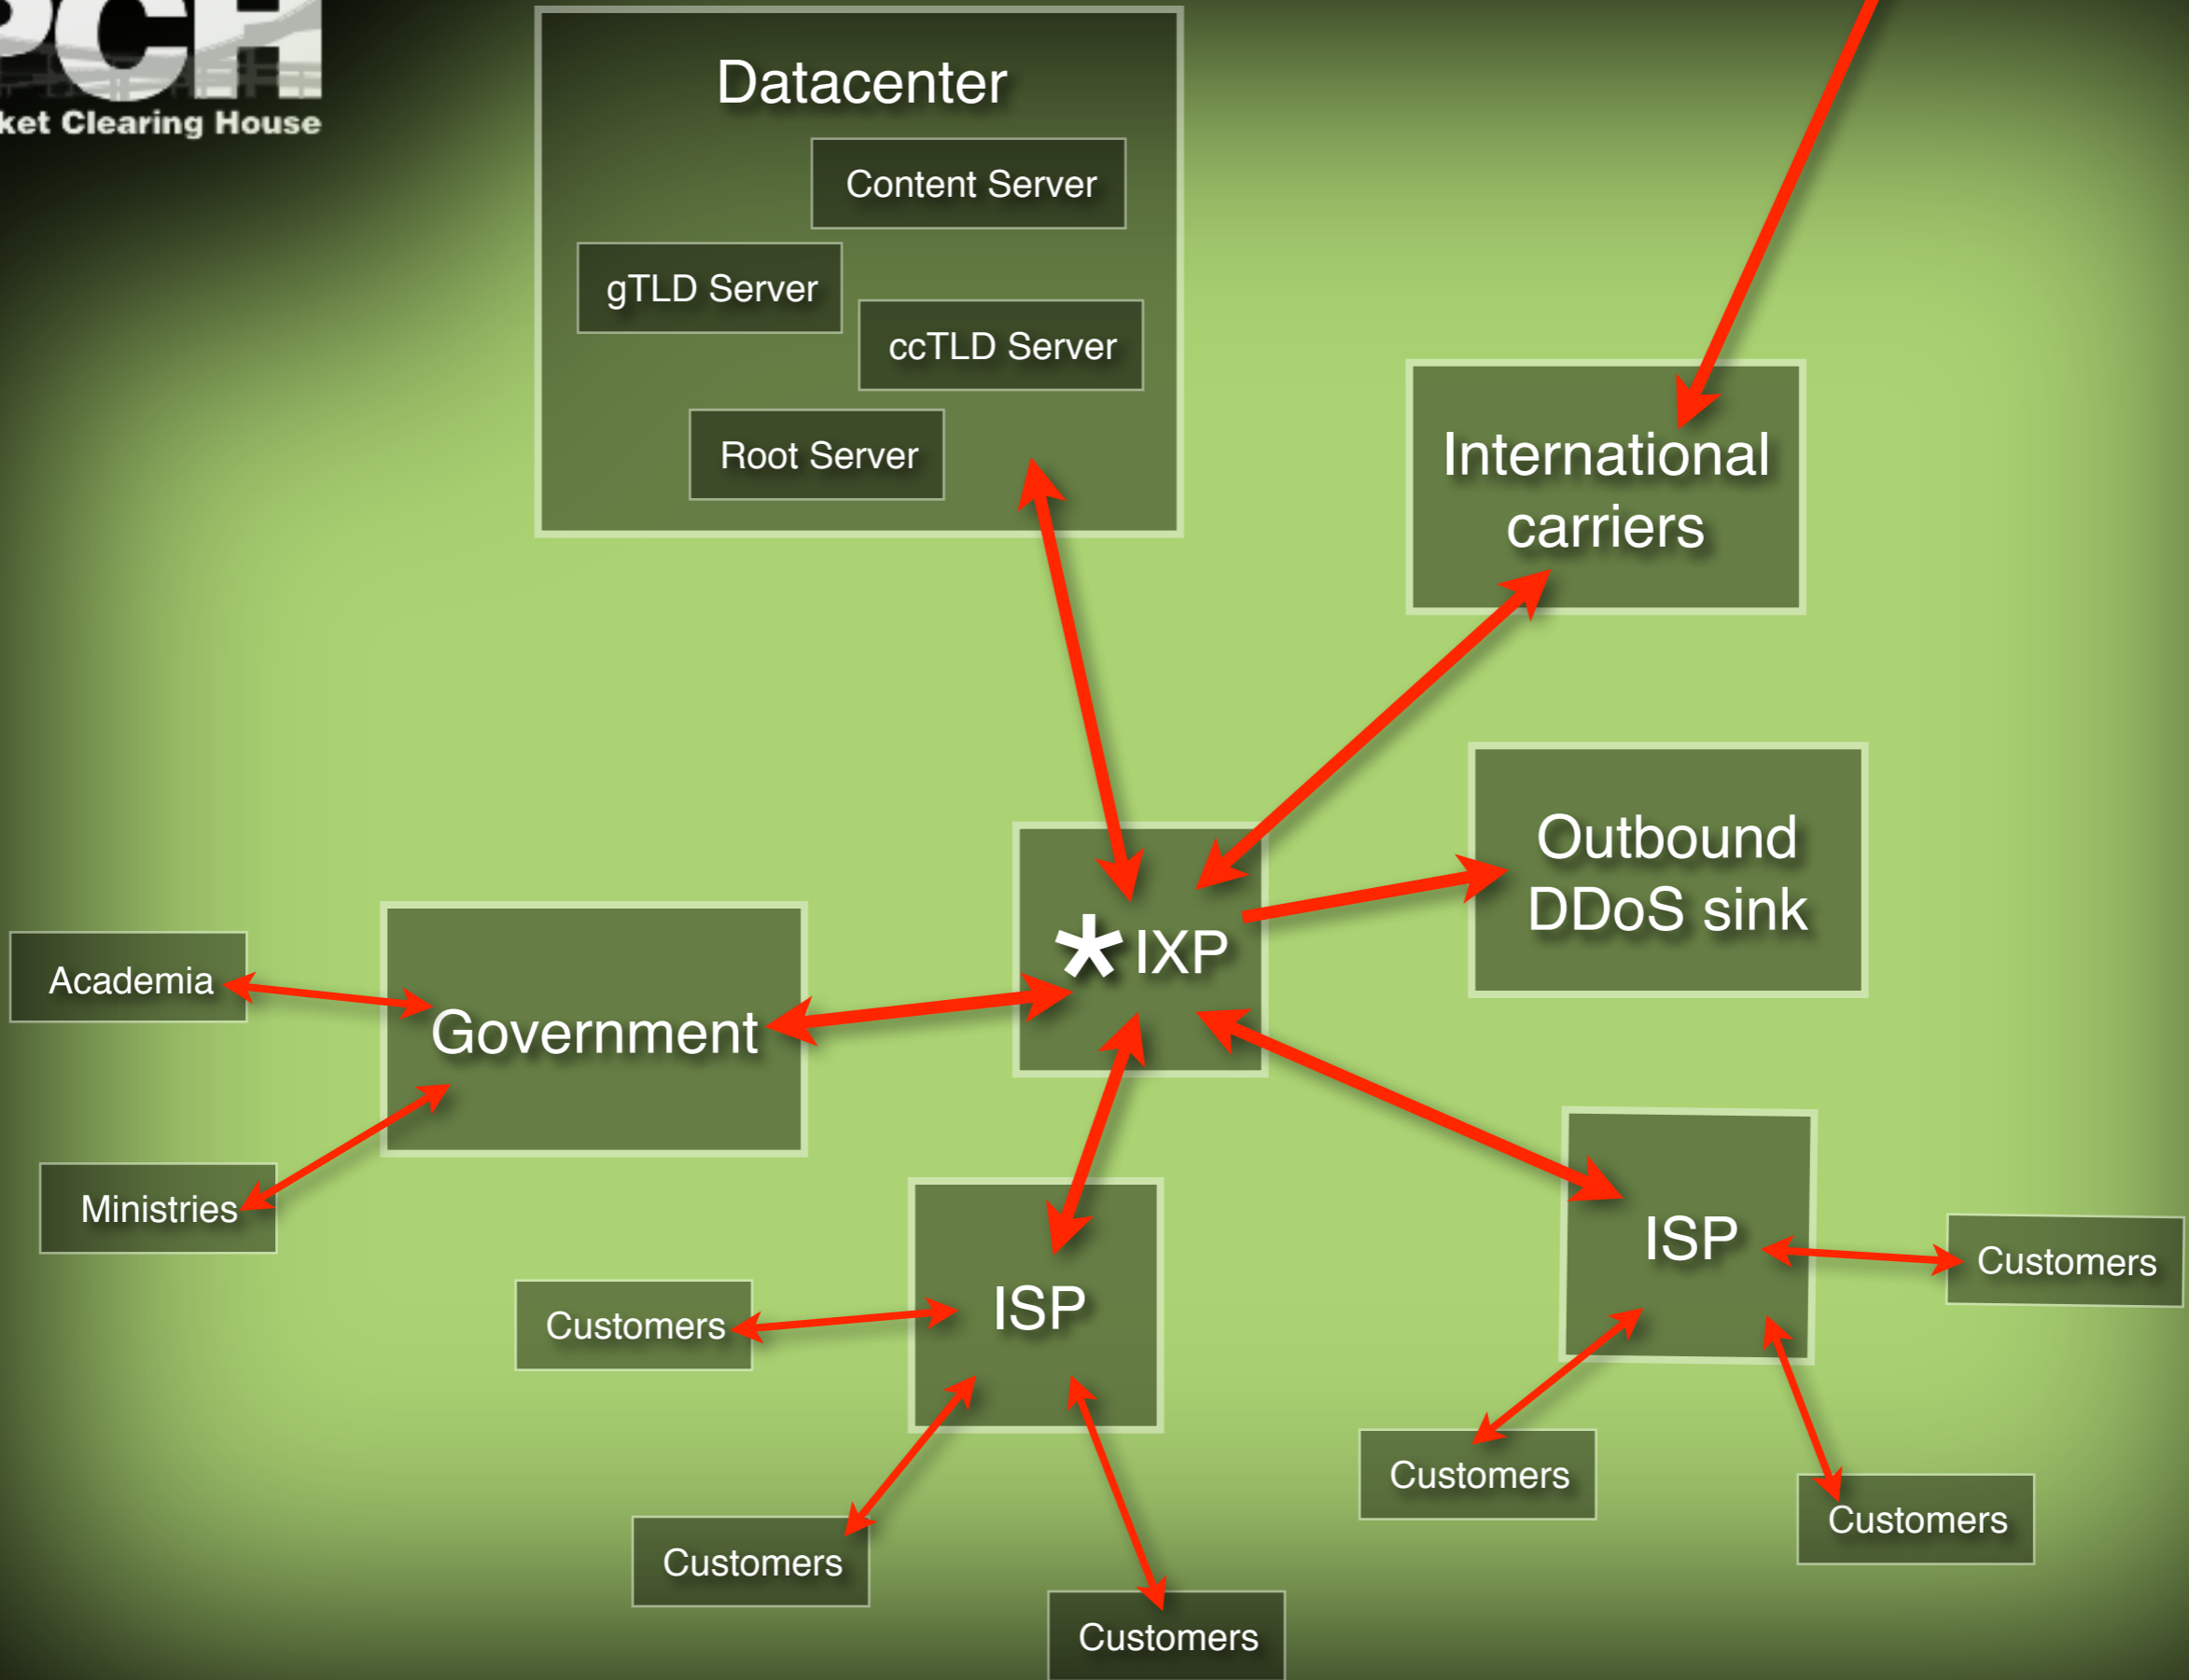 PCH
ket Clearing House
Datacenter
Content Server
gTLD Server
ccTLD Server
Root Server
International
carriers
Outbound
DDoS sink
* IXP
Academia
Government
Ministries
ISP
Customers
ISP
Customers
Customers
Customers
Customers
Customers